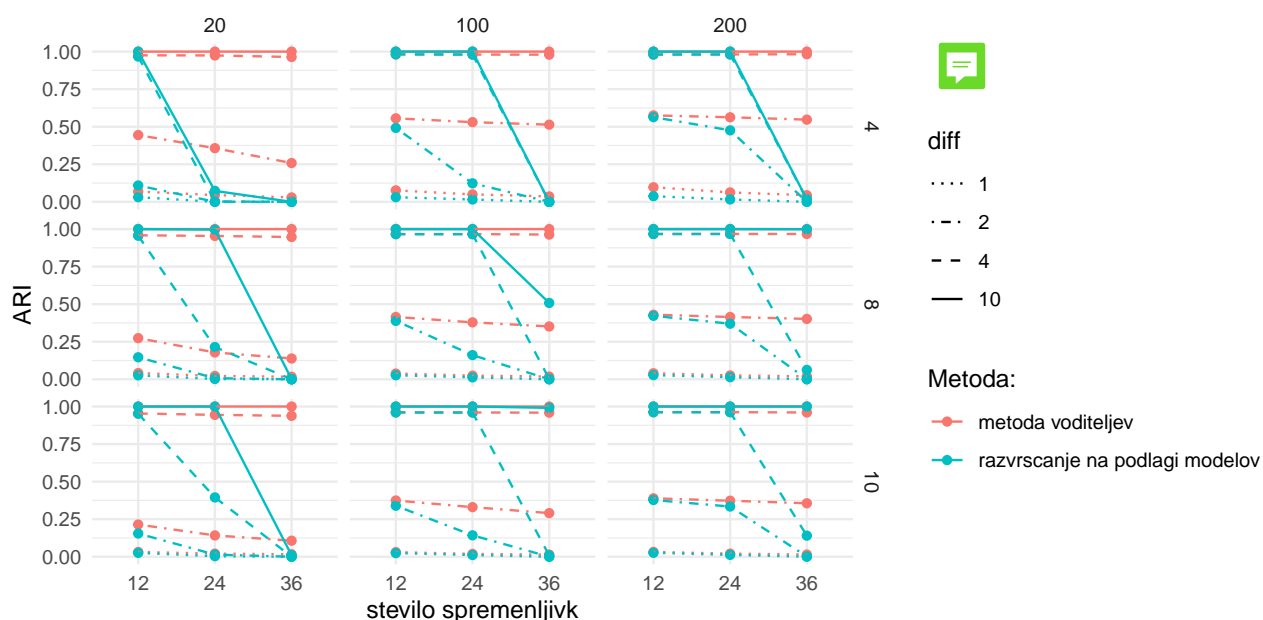 20 100 200
1.00
0.75
0.50
0.25
0.00
4
1.00
0.75
0.50
0.25
0.00
8
1.00
0.75
0.50
0.25
0.00
10
ARI
12 24 36 12 24 36 12 24 36
stevilo spremenljivk
diff
1
2
4
10
Metoda:
metoda voditeljev
razvrscanje na podlagi modelov